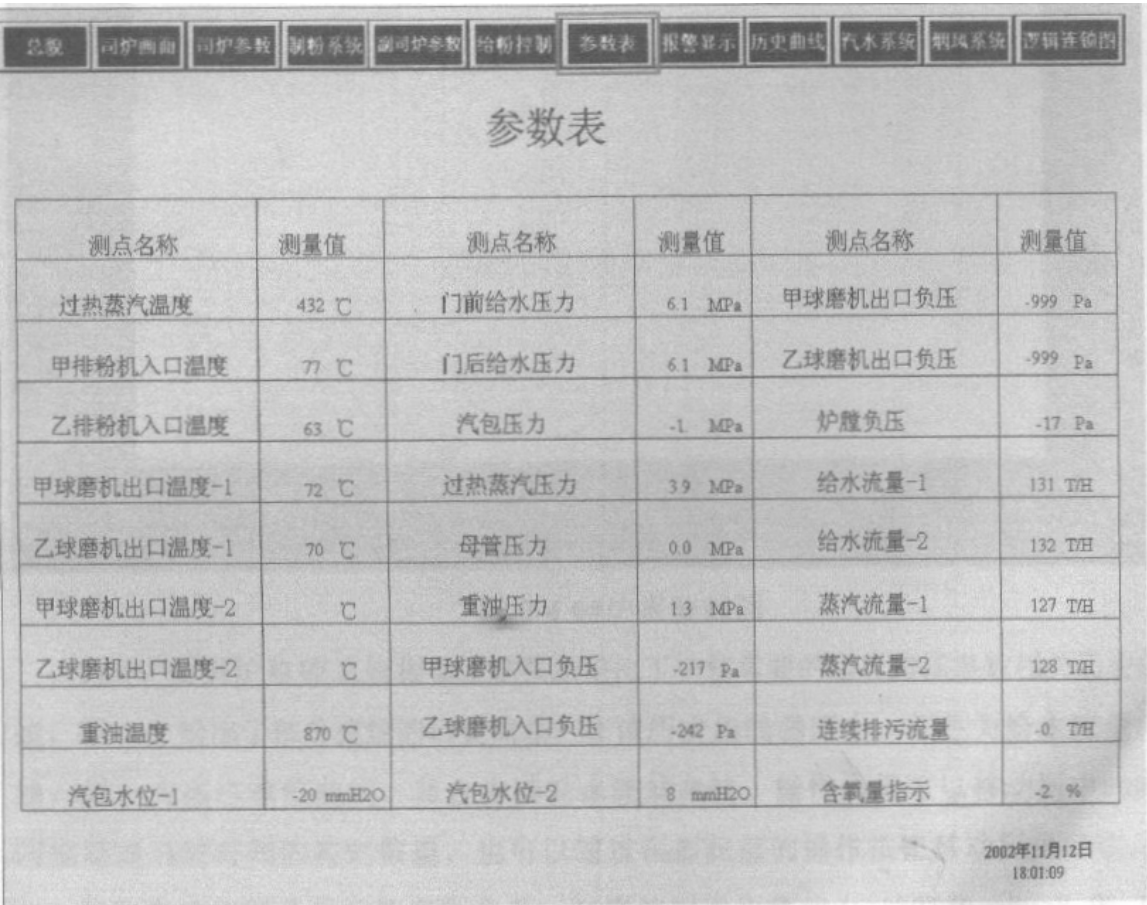 总貌 司炉画面 司炉参数 制粉系统 副司炉参数 给粉控制 参数表 报警显示 历史曲线 汽水系统 烟风系统 逻辑连锁图
参数表
测点名称 测量值 测点名称 测量值 测点名称 测量值
过热蒸汽温度 432 ℃ 门前给水压力 6.1 MPa 甲球磨机出口负压 -999 Pa
甲排粉机入口温度 77 ℃ 门后给水压力 6.1 MPa 乙球磨机出口负压 -999 Pa
乙排粉机入口温度 63. ℃ 汽包压力 -1. MPa 炉膛负压 -17 Pa
甲球磨机出口温度-1 72 ℃ 过热蒸汽压力 3.9 MPa 给水流量-1 131 T/H
乙球磨机出口温度-1 70 ℃ 母管压力 0.0 MPa 给水流量-2 132 T/H
甲球磨机出口温度-2 ℃ 重油压力 1.3 MPa 蒸汽流量-1 127 T/H
乙球磨机出口温度-2 ℃ 甲球磨机入口负压 -217 Pa 蒸汽流量-2 128 T/H
重油温度 870 ℃ 乙球磨机入口负压 -242 Pa 连续排污流量 -0. T/H
汽包水位-1 -20 mmH2O 汽包水位-2 8 mmH2O 含氧量指示 -2. %
2002年11月12日
18:01:09